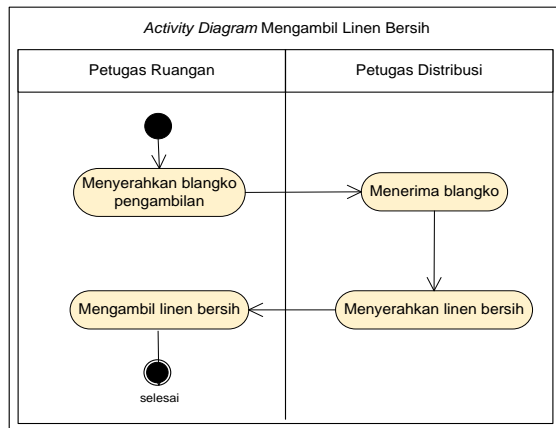 Activity Diagram Mengambil Linen Bersih
Petugas Ruangan
Petugas Distribusi
Menyerahkan blangko
pengambilan
Menerima blangko
Mengambil linen bersih
Menyerahkan linen bersih
selesai